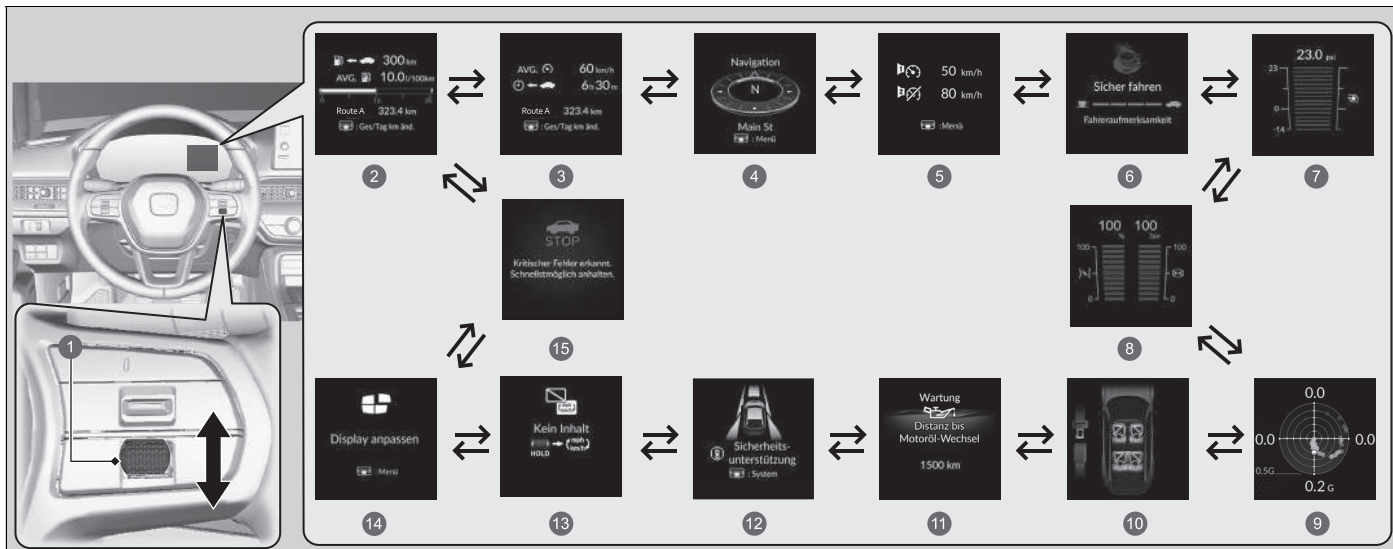 300 km
AVG. 10.0 l/100km
Route A 323.4 km
: Ges/Tag km änd.
2
AVG. 60 km/h
6h 30m
Route A 323.4 km
: Ges/Tag km änd.
3
Navigation
N
Main St
: Menü
4
50 km/h
80 km/h
: Menü
5
Sicher fahren
Fahreraufmerksamkeit
6
23.0 psi
23
0
-14
7
STOP
Kritischer Fehler erkannt.
Schnellstmöglich anhalten.
15
100 100
%
100 100
0 0
8
1
Display anpassen
: Menü
14
Kein Inhalt
HOLD
13
Sicherheits-
unterstützung
: System
12
Wartung
Distanz bis
Motoröl-Wechsel
1500 km
11
10
0.0
0.0 0.0
0.5G
0.2 G
9